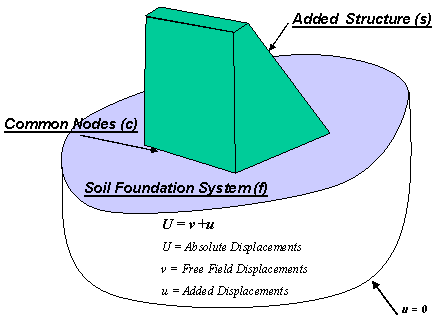 Added Structure (s)
Common Nodes (c)
Soil Foundation System (f)
U = v +u
U = Absolute Displacements
v = Free Field Displacements
u = Added Displacements
u = 0